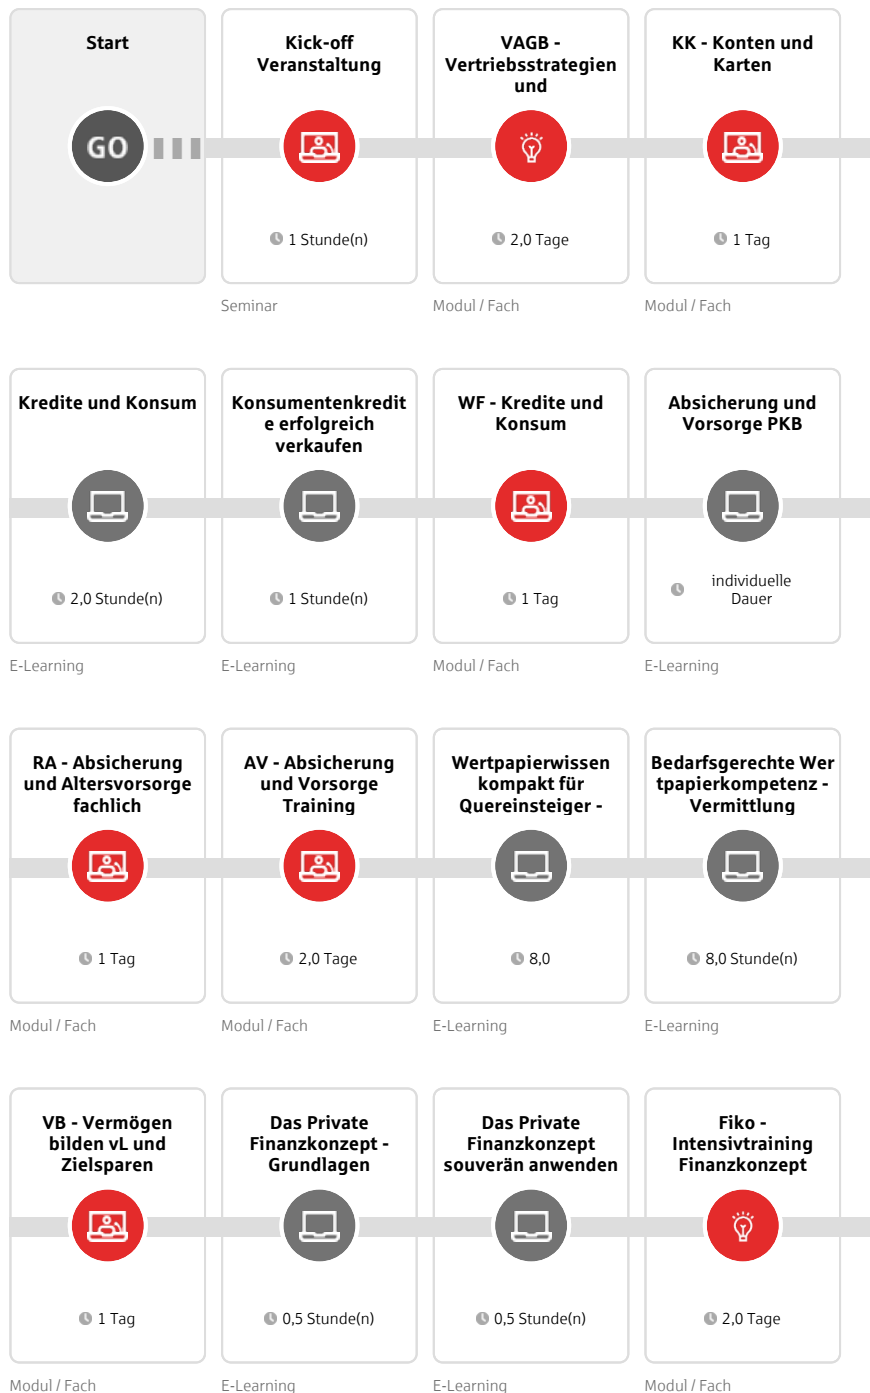 Start
Kick-off
Veranstaltung
VAGB -
Vertriebsstrategien
und
KK - Konten und
Karten
GO
1 Stunde(n)
2,0 Tage
1 Tag
Seminar
Modul / Fach
Modul / Fach
Kredite und Konsum
Konsumentenkredit
e erfolgreich
verkaufen
WF - Kredite und
Konsum
Absicherung und
Vorsorge PKB
2,0 Stunde(n)
1 Stunde(n)
1 Tag
individuelle
Dauer
E-Learning
E-Learning
Modul / Fach
E-Learning
RA - Absicherung
und Altersvorsorge
fachlich
AV - Absicherung
und Vorsorge
Training
Wertpapierwissen
kompakt für
Quereinsteiger -
Bedarfsgerechte Wer
tpapierkompetenz -
Vermittlung
1 Tag
2,0 Tage
8,0
8,0 Stunde(n)
Modul / Fach
Modul / Fach
E-Learning
E-Learning
VB - Vermögen
bilden vL und
Zielsparen
Das Private
Finanzkonzept -
Grundlagen
Das Private
Finanzkonzept
souverän anwenden
Fiko -
Intensivtraining
Finanzkonzept
1 Tag
0,5 Stunde(n)
0,5 Stunde(n)
2,0 Tage
Modul / Fach
E-Learning
E-Learning
Modul / Fach